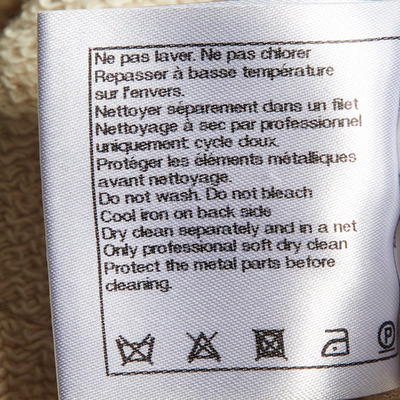 Ne pas laver. Ne pas chlorer
Repasser à basse température
sur l'envers.
Nettoyer séparement dans un filet
Nettoyage à sec par professionnel
uniquement: cycle doux.
Protéger les éléments métalliques
avant nettoyage.
Do not wash. Do not bleach
Cool iron on back side
Dry clean separately and in a net
Only professional soft dry clean
Protect the metal parts before
cleaning.
P